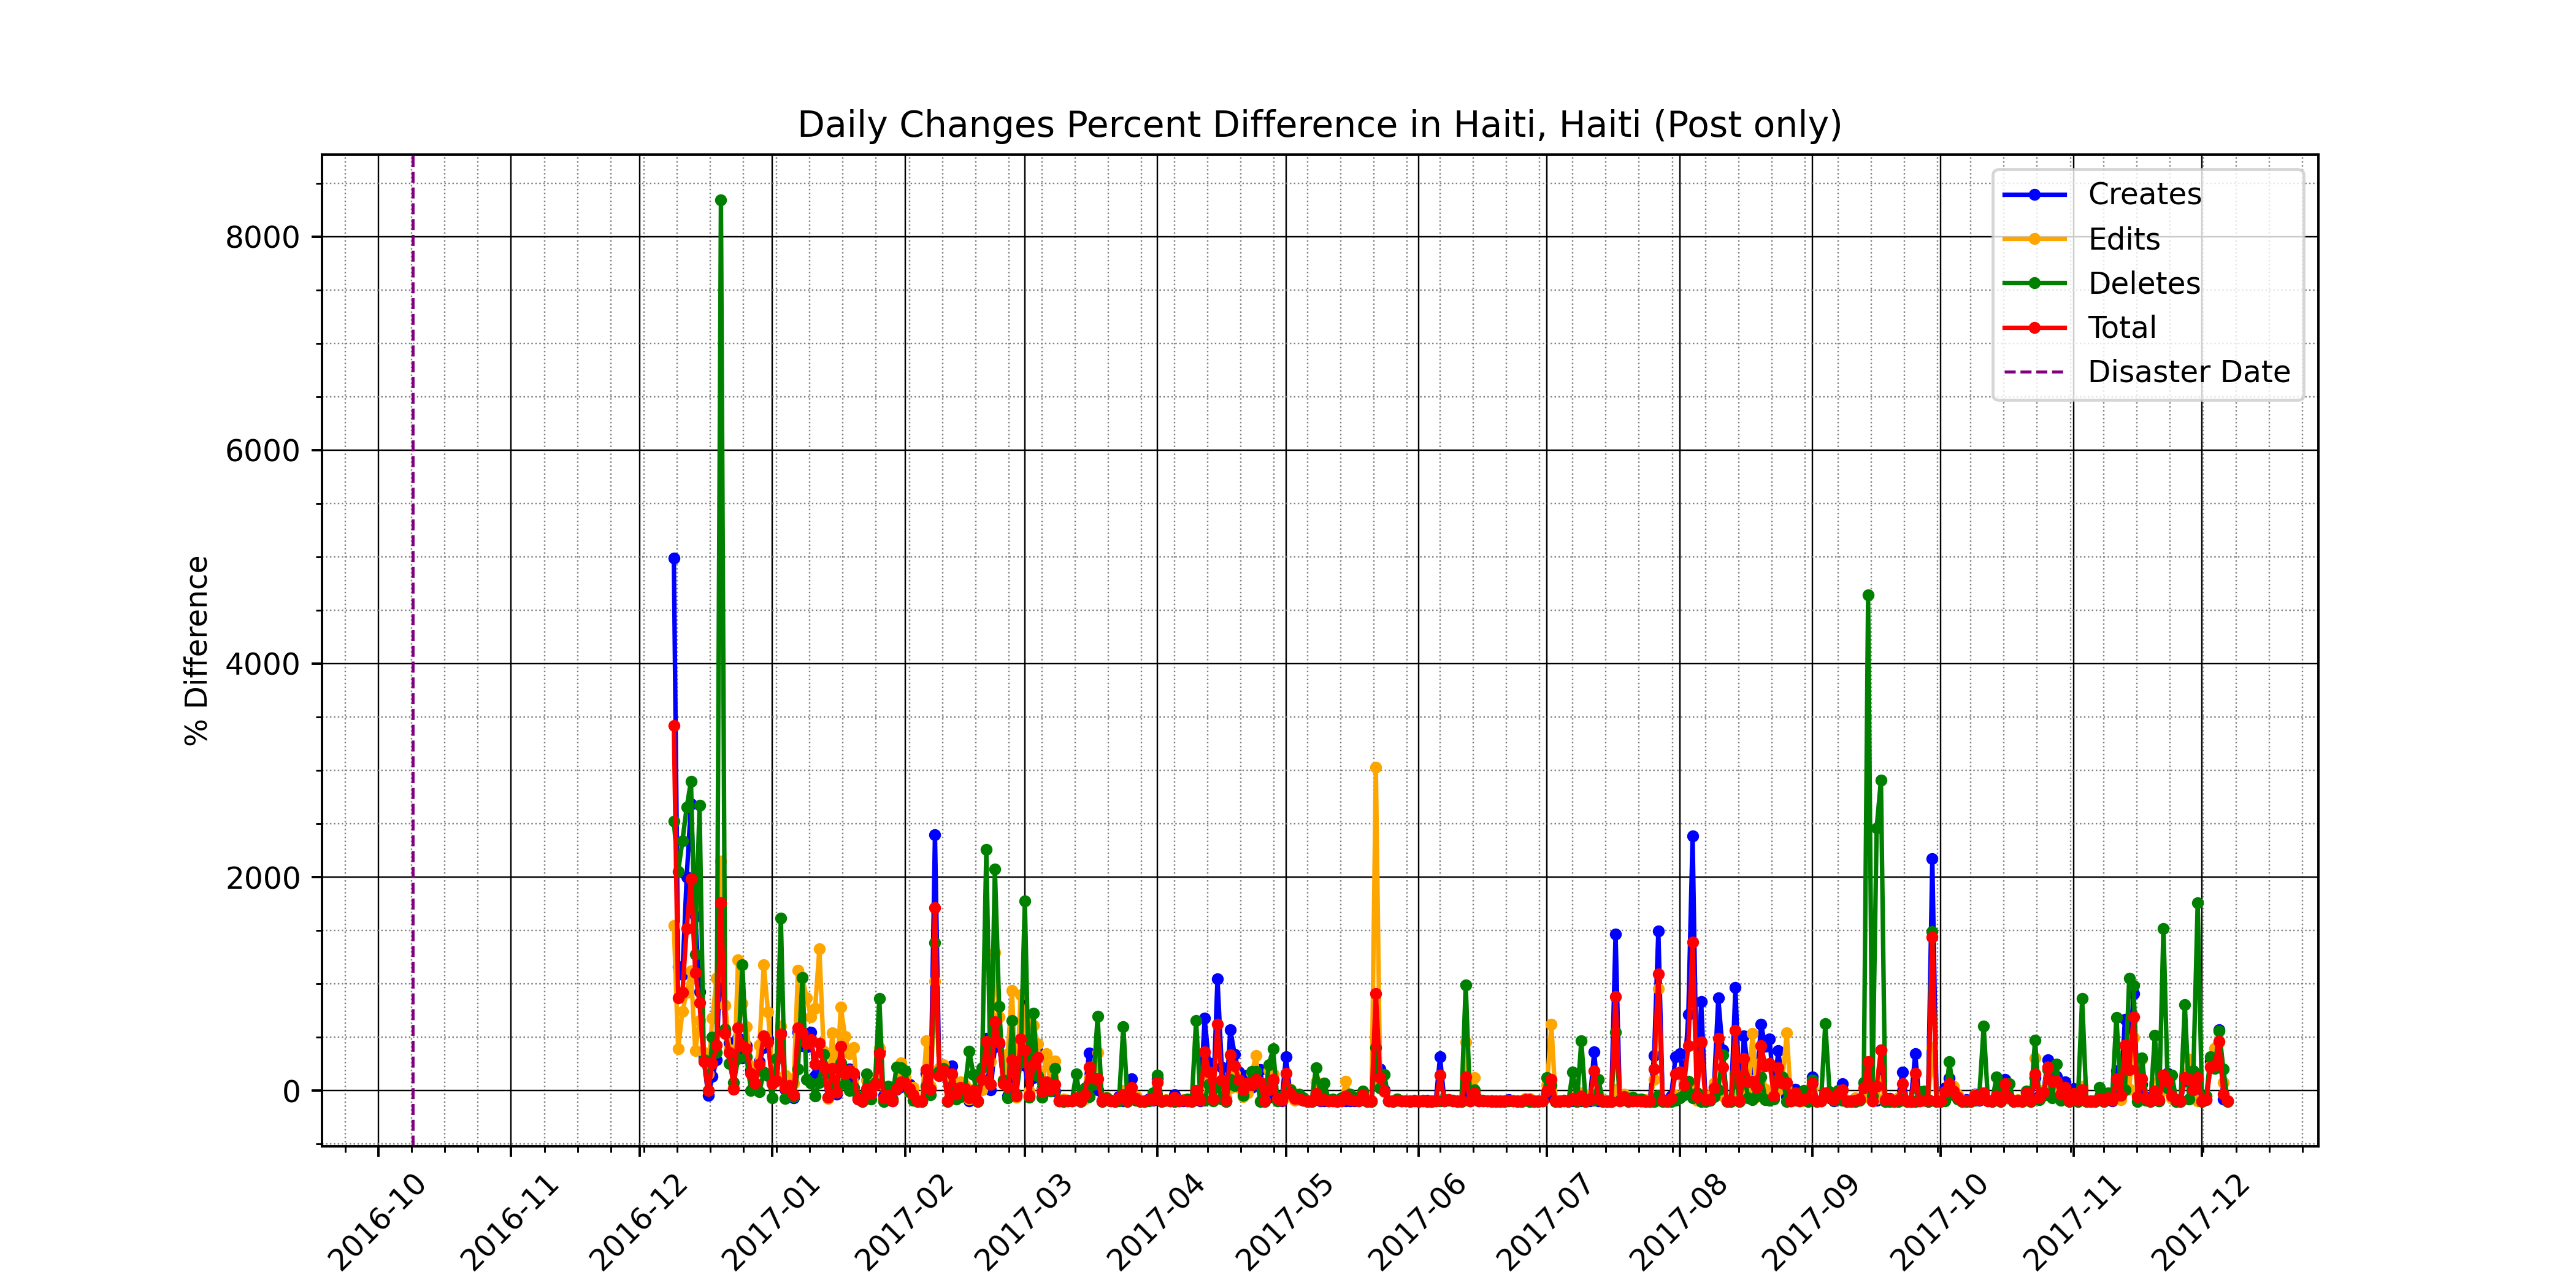 Daily Changes Percent Difference in Haiti, Haiti (Post only)
% Difference
8000
6000
4000
2000
0
Creates
Edits
Deletes
Total
Disaster Date
2016-10
2016-11
2016-12
2017-01
2017-02
2017-03
2017-04
2017-05
2017-06
2017-07
2017-08
2017-09
2017-10
2017-11
2017-12